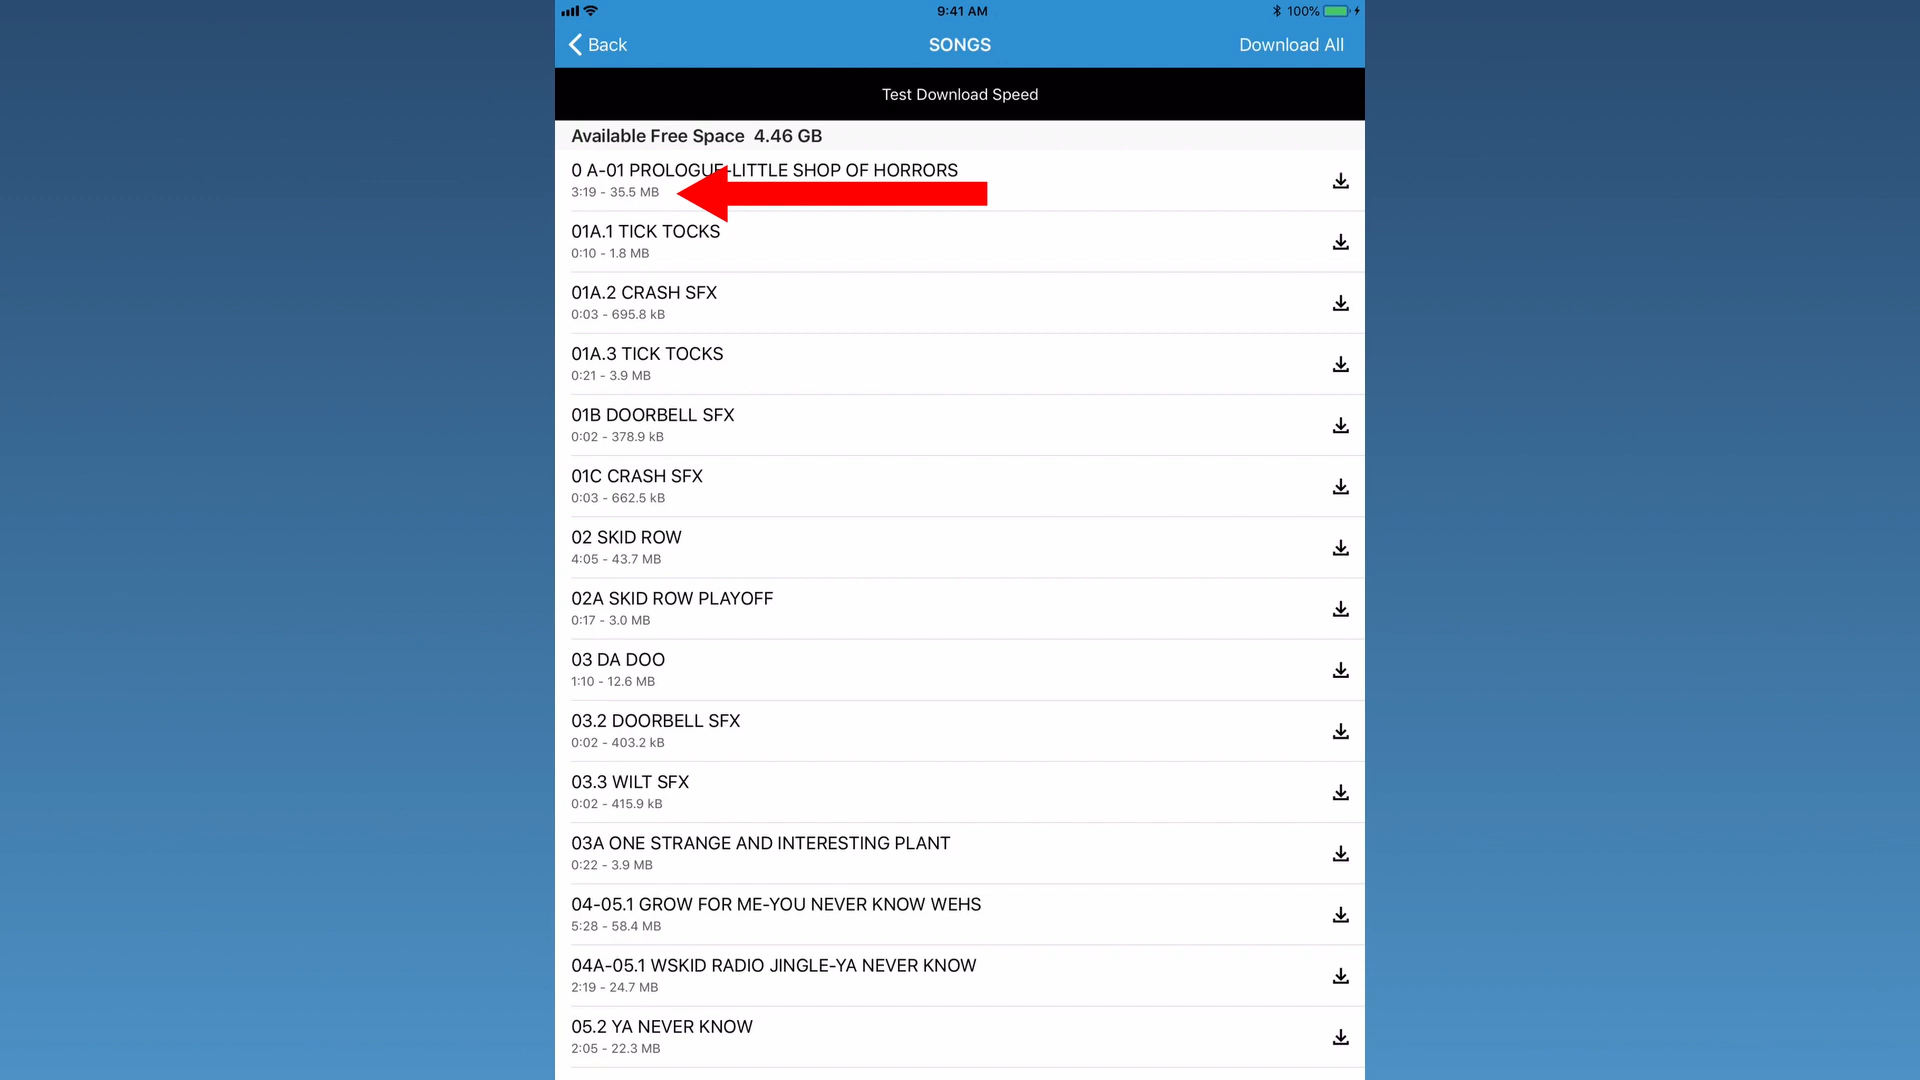 9:41 AM
100%
Back
SONGS
Download All
Test Download Speed
Available Free Space 4.46 GB
0 A-01 PROLOGUE-LITTLE SHOP OF HORRORS
3:19 - 35.5 MB
01A.1 TICK TOCKS
0:10 - 1.8 MB
01A.2 CRASH SFX
0:03 - 695.8 kB
01A.3 TICK TOCKS
0:21 - 3.9 MB
01B DOORBELL SFX
0:02 - 378.9 kB
01C CRASH SFX
0:03 - 662.5 kB
02 SKID ROW
4:05 - 43.7 MB
02A SKID ROW PLAYOFF
0:17 - 3.0 MB
03 DA DOO
1:10 - 12.6 MB
03.2 DOORBELL SFX
0:02 - 403.2 kB
03.3 WILT SFX
0:02 - 415.9 kB
03A ONE STRANGE AND INTERESTING PLANT
0:22 - 3.9 MB
04-05.1 GROW FOR ME-YOU NEVER KNOW WEHS
5:28 - 58.4 MB
04A-05.1 WSKID RADIO JINGLE-YA NEVER KNOW
2:19 - 24.7 MB
05.2 YA NEVER KNOW
2:05 - 22.3 MB